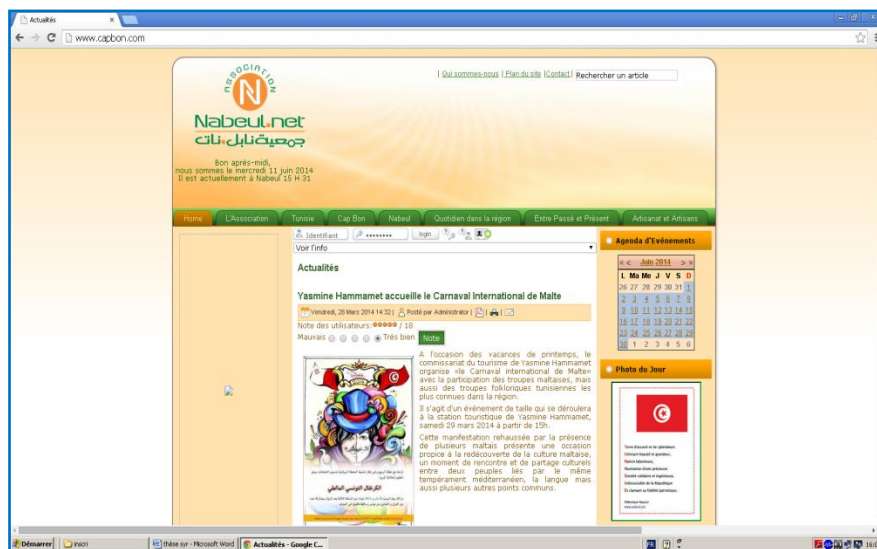 Actualités
www.capbon.com
ASSOCIATION
Nabeul.net
جمعية نابل.نات
Bon après-midi,
nous sommes le mercredi 11 juin 2014
Il est actuellement à Nabeul 15 H 31
| Qui sommes-nous | Plan du site |Contact | Rechercher un article
Home L'Association Tunisie Cap Bon Nabeul Quotidien dans la région Entre Passé et Présent Artisanat et Artisans
Identifiant login
Voir l'info
Actualités
Yasmine Hammamet accueille le Carnaval International de Malte
Vendredi, 28 Mars 2014 14:32 | Posté par Administrator |
Note des utilisateurs: / 18
Mauvais Très bien Note
A l'occasion des vacances de printemps, le
commissariat du tourisme de Yasmine Hammamet
organise «le Carnaval international de Malte»
avec la participation des troupes maltaises, mais
aussi des troupes folkloriques tunisiennes les
plus connues dans la région.
Il s'agit d'un événement de taille qui se déroulera
à la station touristique de Yasmine Hammamet,
samedi 29 mars 2014 à partir de 15h.
Cette manifestation rehaussée par la présence
de plusieurs maltais présente une occasion
propice à la redécouverte de la culture maltaise,
un moment de rencontre et de partage culturels
entre deux peuples liés par le même
tempérament méditerranéen, la langue mais
aussi plusieurs autres points communs.
الكرنفال التونسي المالطي
Agenda d'Evénements
« < Juin 2014 > »
L Ma Me J V S D
26 27 28 29 30 31 1
2 3 4 5 6 7 8
9 10 11 12 13 14 15
16 17 18 19 20 21 22
23 24 25 26 27 28 29
30 1 2 3 4 5 6
Photo du Jour
Démarrer inscri thèse syr - Microsoft Word Actualités - Google C... FR